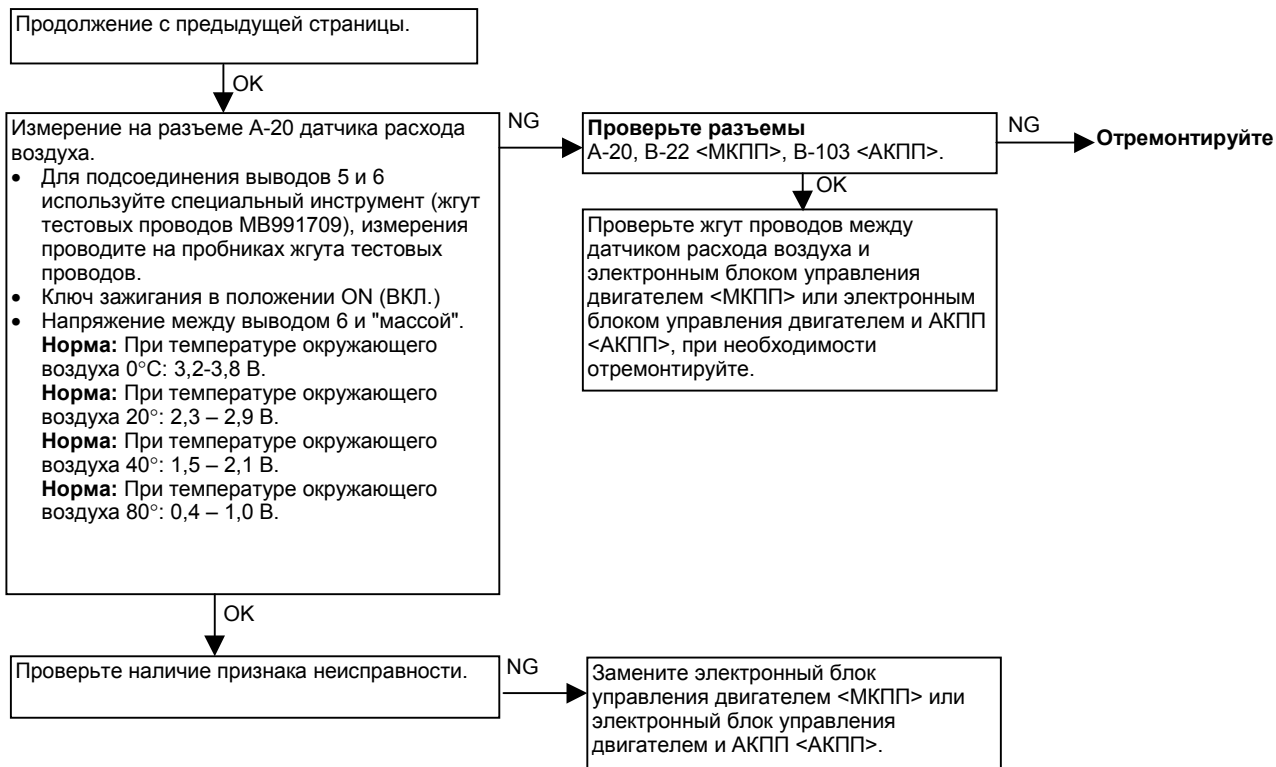 Продолжение с предыдущей страницы.
OK
Измерение на разъеме А-20 датчика расхода
воздуха.
• Для подсоединения выводов 5 и 6
используйте специальный инструмент (жгут
тестовых проводов МВ991709), измерения
проводите на пробниках жгута тестовых
проводов.
• Ключ зажигания в положении ON (ВКЛ.)
• Напряжение между выводом 6 и "массой".
Норма: При температуре окружающего
воздуха 0°C: 3,2-3,8 В.
Норма: При температуре окружающего
воздуха 20°: 2,3 – 2,9 В.
Норма: При температуре окружающего
воздуха 40°: 1,5 – 2,1 В.
Норма: При температуре окружающего
воздуха 80°: 0,4 – 1,0 В.
NG
Проверьте разъемы
А-20, В-22 <МКПП>, В-103 <АКПП>.
NG
Отремонтируйте
OK
Проверьте жгут проводов между
датчиком расхода воздуха и
электронным блоком управления
двигателем <МКПП> или электронным
блоком управления двигателем и АКПП
<АКПП>, при необходимости
отремонтируйте.
OK
Проверьте наличие признака неисправности.
NG
Замените электронный блок
управления двигателем <МКПП> или
электронный блок управления
двигателем и АКПП <АКПП>.